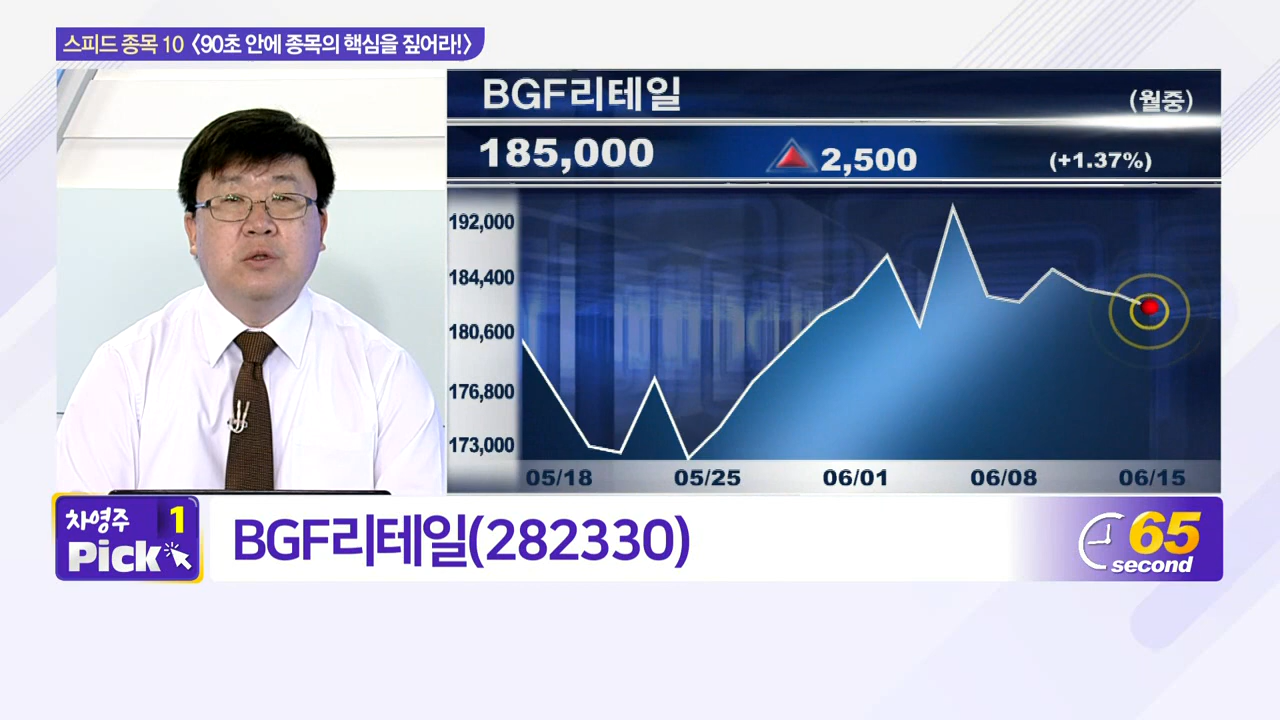 스피드 종목 10 <90초 안에 종목의 핵심을 짚어라!>
BGF리테일
(월중)
185,000 ▲ 2,500 (+1.37%)
192,000
184,400
180,600
176,800
173,000
05/18 05/25 06/01 06/08 06/15
차영주 1
Pick
BGF리테일(282330)
65
second